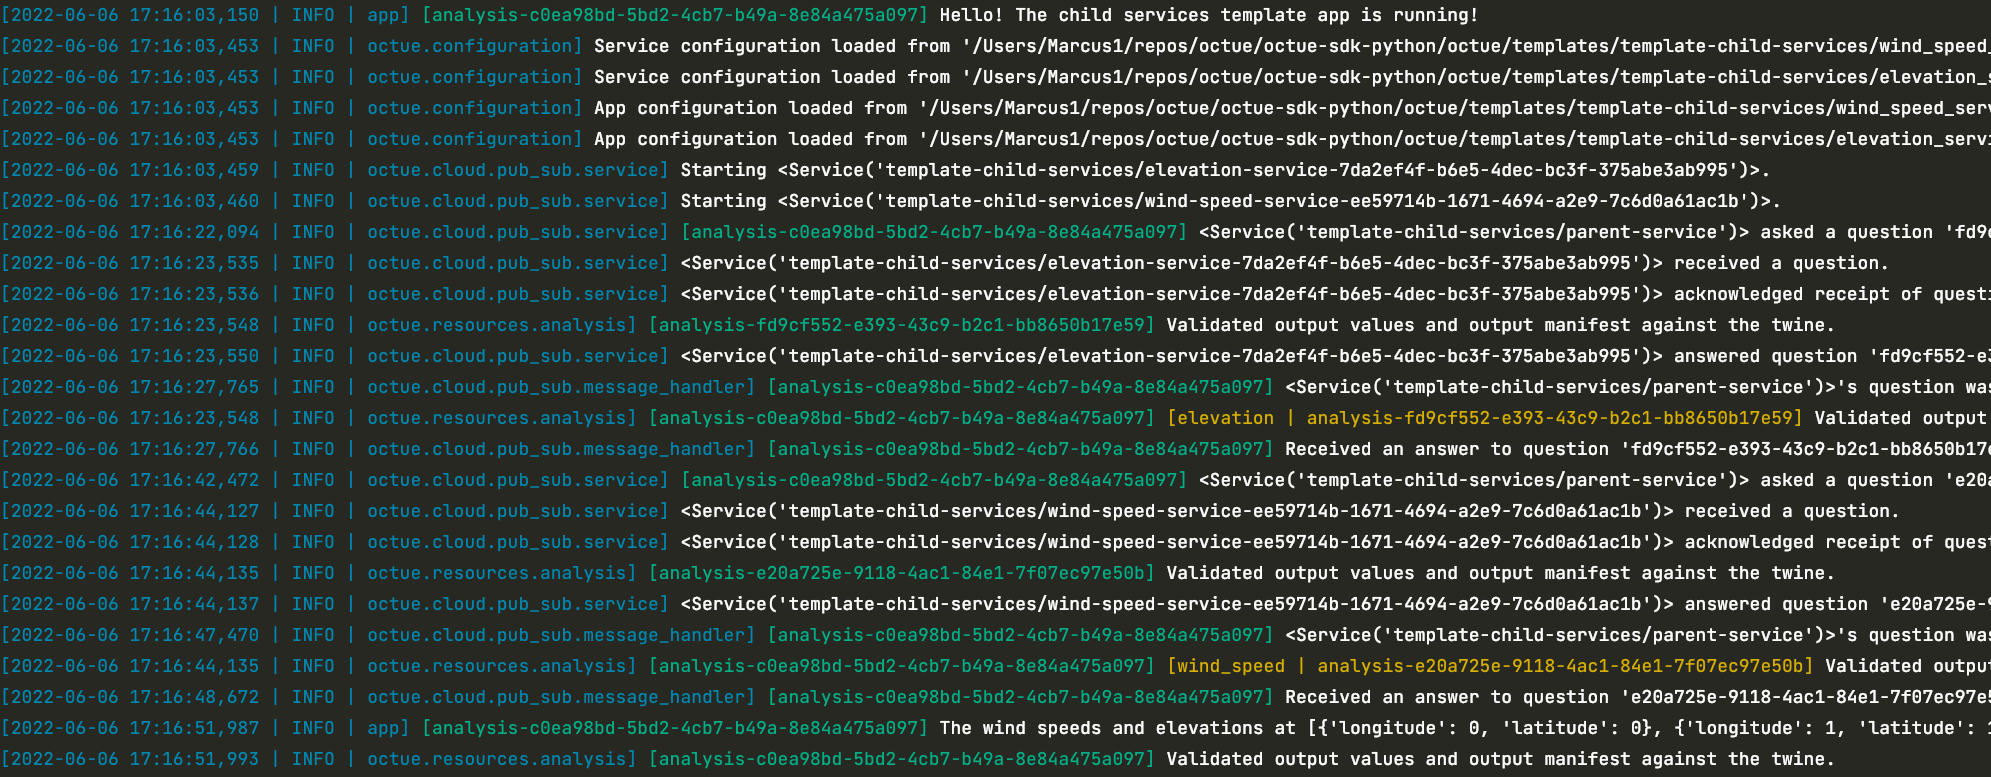 [2022-06-06 17:16:03,150 | INFO | app] [analysis-c0ea98bd-5bd2-4cb7-b49a-8e84a475a097] Hello! The child services template app is running!
[2022-06-06 17:16:03,453 | INFO | octue.configuration] Service configuration loaded from '/Users/Marcus1/repos/octue/octue-sdk-python/octue/templates/template-child-services/wind_speed_
[2022-06-06 17:16:03,453 | INFO | octue.configuration] Service configuration loaded from '/Users/Marcus1/repos/octue/octue-sdk-python/octue/templates/template-child-services/elevation_s
[2022-06-06 17:16:03,453 | INFO | octue.configuration] App configuration loaded from '/Users/Marcus1/repos/octue/octue-sdk-python/octue/templates/template-child-services/wind_speed_serv
[2022-06-06 17:16:03,453 | INFO | octue.configuration] App configuration loaded from '/Users/Marcus1/repos/octue/octue-sdk-python/octue/templates/template-child-services/elevation_servi
[2022-06-06 17:16:03,459 | INFO | octue.cloud.pub_sub.service] Starting <Service('template-child-services/elevation-service-7da2ef4f-b6e5-4dec-bc3f-375abe3ab995')>.
[2022-06-06 17:16:03,460 | INFO | octue.cloud.pub_sub.service] Starting <Service('template-child-services/wind-speed-service-ee59714b-1671-4694-a2e9-7c6d0a61ac1b')>.
[2022-06-06 17:16:22,094 | INFO | octue.cloud.pub_sub.service] [analysis-c0ea98bd-5bd2-4cb7-b49a-8e84a475a097] <Service('template-child-services/parent-service')> asked a question 'fd9c
[2022-06-06 17:16:23,535 | INFO | octue.cloud.pub_sub.service] <Service('template-child-services/elevation-service-7da2ef4f-b6e5-4dec-bc3f-375abe3ab995')> received a question.
[2022-06-06 17:16:23,536 | INFO | octue.cloud.pub_sub.service] <Service('template-child-services/elevation-service-7da2ef4f-b6e5-4dec-bc3f-375abe3ab995')> acknowledged receipt of questi
[2022-06-06 17:16:23,548 | INFO | octue.resources.analysis] [analysis-fd9cf552-e393-43c9-b2c1-bb8650b17e59] Validated output values and output manifest against the twine.
[2022-06-06 17:16:23,550 | INFO | octue.cloud.pub_sub.service] <Service('template-child-services/elevation-service-7da2ef4f-b6e5-4dec-bc3f-375abe3ab995')> answered question 'fd9cf552-e3
[2022-06-06 17:16:27,765 | INFO | octue.cloud.pub_sub.message_handler] [analysis-c0ea98bd-5bd2-4cb7-b49a-8e84a475a097] <Service('template-child-services/parent-service')>'s question was
[2022-06-06 17:16:23,548 | INFO | octue.resources.analysis] [analysis-c0ea98bd-5bd2-4cb7-b49a-8e84a475a097] [elevation | analysis-fd9cf552-e393-43c9-b2c1-bb8650b17e59] Validated output
[2022-06-06 17:16:27,766 | INFO | octue.cloud.pub_sub.message_handler] [analysis-c0ea98bd-5bd2-4cb7-b49a-8e84a475a097] Received an answer to question 'fd9cf552-e393-43c9-b2c1-bb8650b17e
[2022-06-06 17:16:42,472 | INFO | octue.cloud.pub_sub.service] [analysis-c0ea98bd-5bd2-4cb7-b49a-8e84a475a097] <Service('template-child-services/parent-service')> asked a question 'e20a
[2022-06-06 17:16:44,127 | INFO | octue.cloud.pub_sub.service] <Service('template-child-services/wind-speed-service-ee59714b-1671-4694-a2e9-7c6d0a61ac1b')> received a question.
[2022-06-06 17:16:44,128 | INFO | octue.cloud.pub_sub.service] <Service('template-child-services/wind-speed-service-ee59714b-1671-4694-a2e9-7c6d0a61ac1b')> acknowledged receipt of quest
[2022-06-06 17:16:44,135 | INFO | octue.resources.analysis] [analysis-e20a725e-9118-4ac1-84e1-7f07ec97e50b] Validated output values and output manifest against the twine.
[2022-06-06 17:16:44,137 | INFO | octue.cloud.pub_sub.service] <Service('template-child-services/wind-speed-service-ee59714b-1671-4694-a2e9-7c6d0a61ac1b')> answered question 'e20a725e-9
[2022-06-06 17:16:47,470 | INFO | octue.cloud.pub_sub.message_handler] [analysis-c0ea98bd-5bd2-4cb7-b49a-8e84a475a097] <Service('template-child-services/parent-service')>'s question was
[2022-06-06 17:16:44,135 | INFO | octue.resources.analysis] [analysis-c0ea98bd-5bd2-4cb7-b49a-8e84a475a097] [wind_speed | analysis-e20a725e-9118-4ac1-84e1-7f07ec97e50b] Validated output
[2022-06-06 17:16:48,672 | INFO | octue.cloud.pub_sub.message_handler] [analysis-c0ea98bd-5bd2-4cb7-b49a-8e84a475a097] Received an answer to question 'e20a725e-9118-4ac1-84e1-7f07ec97e5
[2022-06-06 17:16:51,987 | INFO | app] [analysis-c0ea98bd-5bd2-4cb7-b49a-8e84a475a097] The wind speeds and elevations at [{'longitude': 0, 'latitude': 0}, {'longitude': 1, 'latitude': 1
[2022-06-06 17:16:51,993 | INFO | octue.resources.analysis] [analysis-c0ea98bd-5bd2-4cb7-b49a-8e84a475a097] Validated output values and output manifest against the twine.